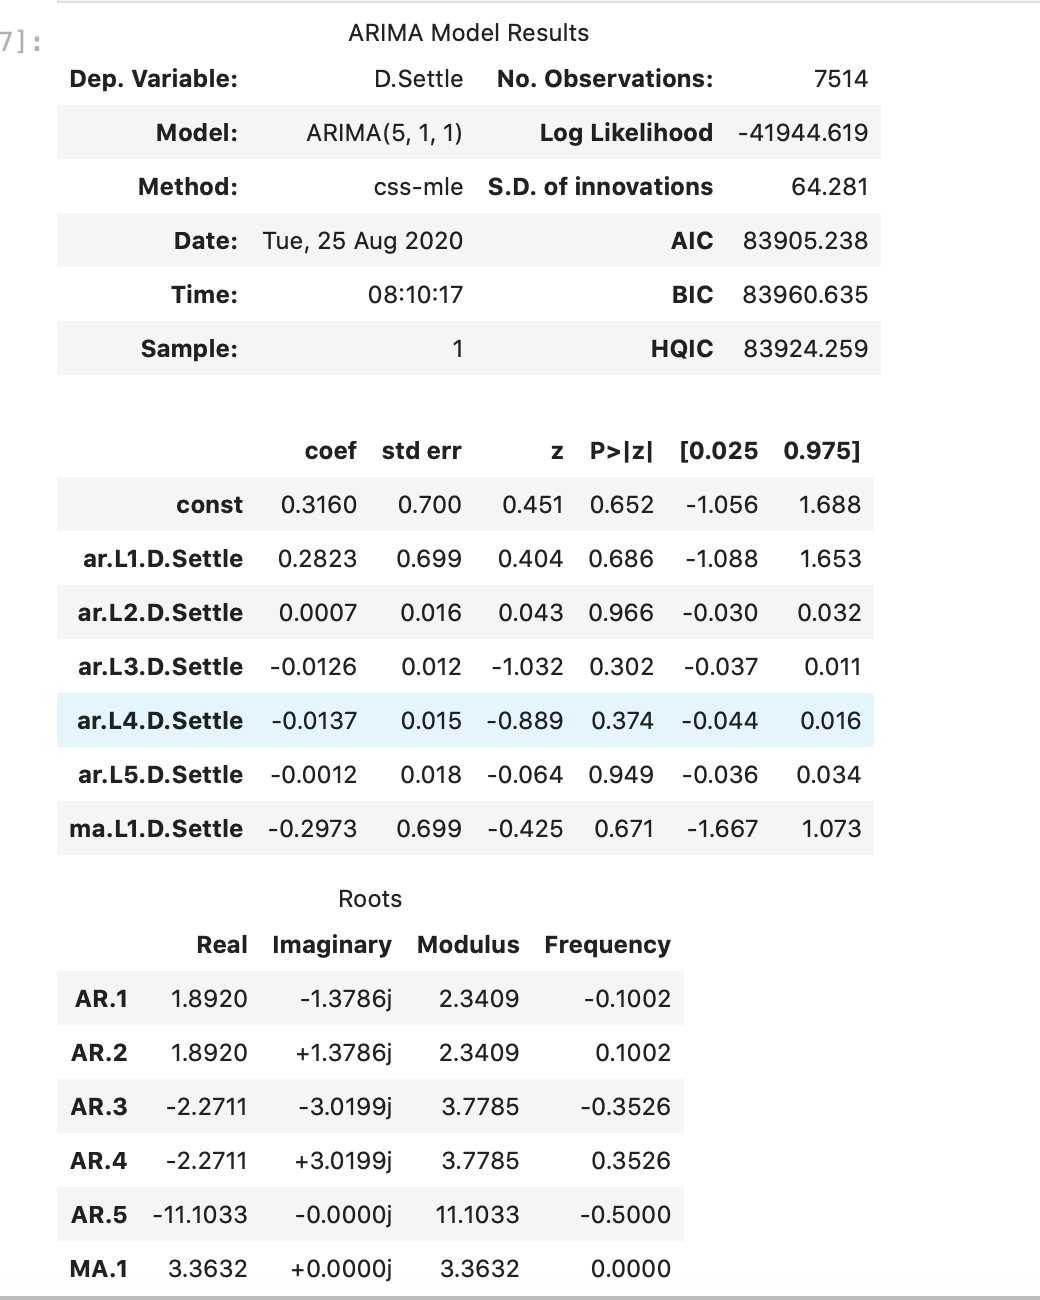 7]:
ARIMA Model Results
Dep. Variable: D.Settle No. Observations: 7514
Model: ARIMA(5, 1, 1) Log Likelihood -41944.619
Method: css-mle S.D. of innovations 64.281
Date: Tue, 25 Aug 2020 AIC 83905.238
Time: 08:10:17 BIC 83960.635
Sample: 1 HQIC 83924.259
coef std err z P>|z| [0.025 0.975]
const 0.3160 0.700 0.451 0.652 -1.056 1.688
ar.L1.D.Settle 0.2823 0.699 0.404 0.686 -1.088 1.653
ar.L2.D.Settle 0.0007 0.016 0.043 0.966 -0.030 0.032
ar.L3.D.Settle -0.0126 0.012 -1.032 0.302 -0.037 0.011
ar.L4.D.Settle -0.0137 0.015 -0.889 0.374 -0.044 0.016
ar.L5.D.Settle -0.0012 0.018 -0.064 0.949 -0.036 0.034
ma.L1.D.Settle -0.2973 0.699 -0.425 0.671 -1.667 1.073
Roots
Real Imaginary Modulus Frequency
AR.1 1.8920 -1.3786j 2.3409 -0.1002
AR.2 1.8920 +1.3786j 2.3409 0.1002
AR.3 -2.2711 -3.0199j 3.7785 -0.3526
AR.4 -2.2711 +3.0199j 3.7785 0.3526
AR.5 -11.1033 -0.0000j 11.1033 -0.5000
MA.1 3.3632 +0.0000j 3.3632 0.0000